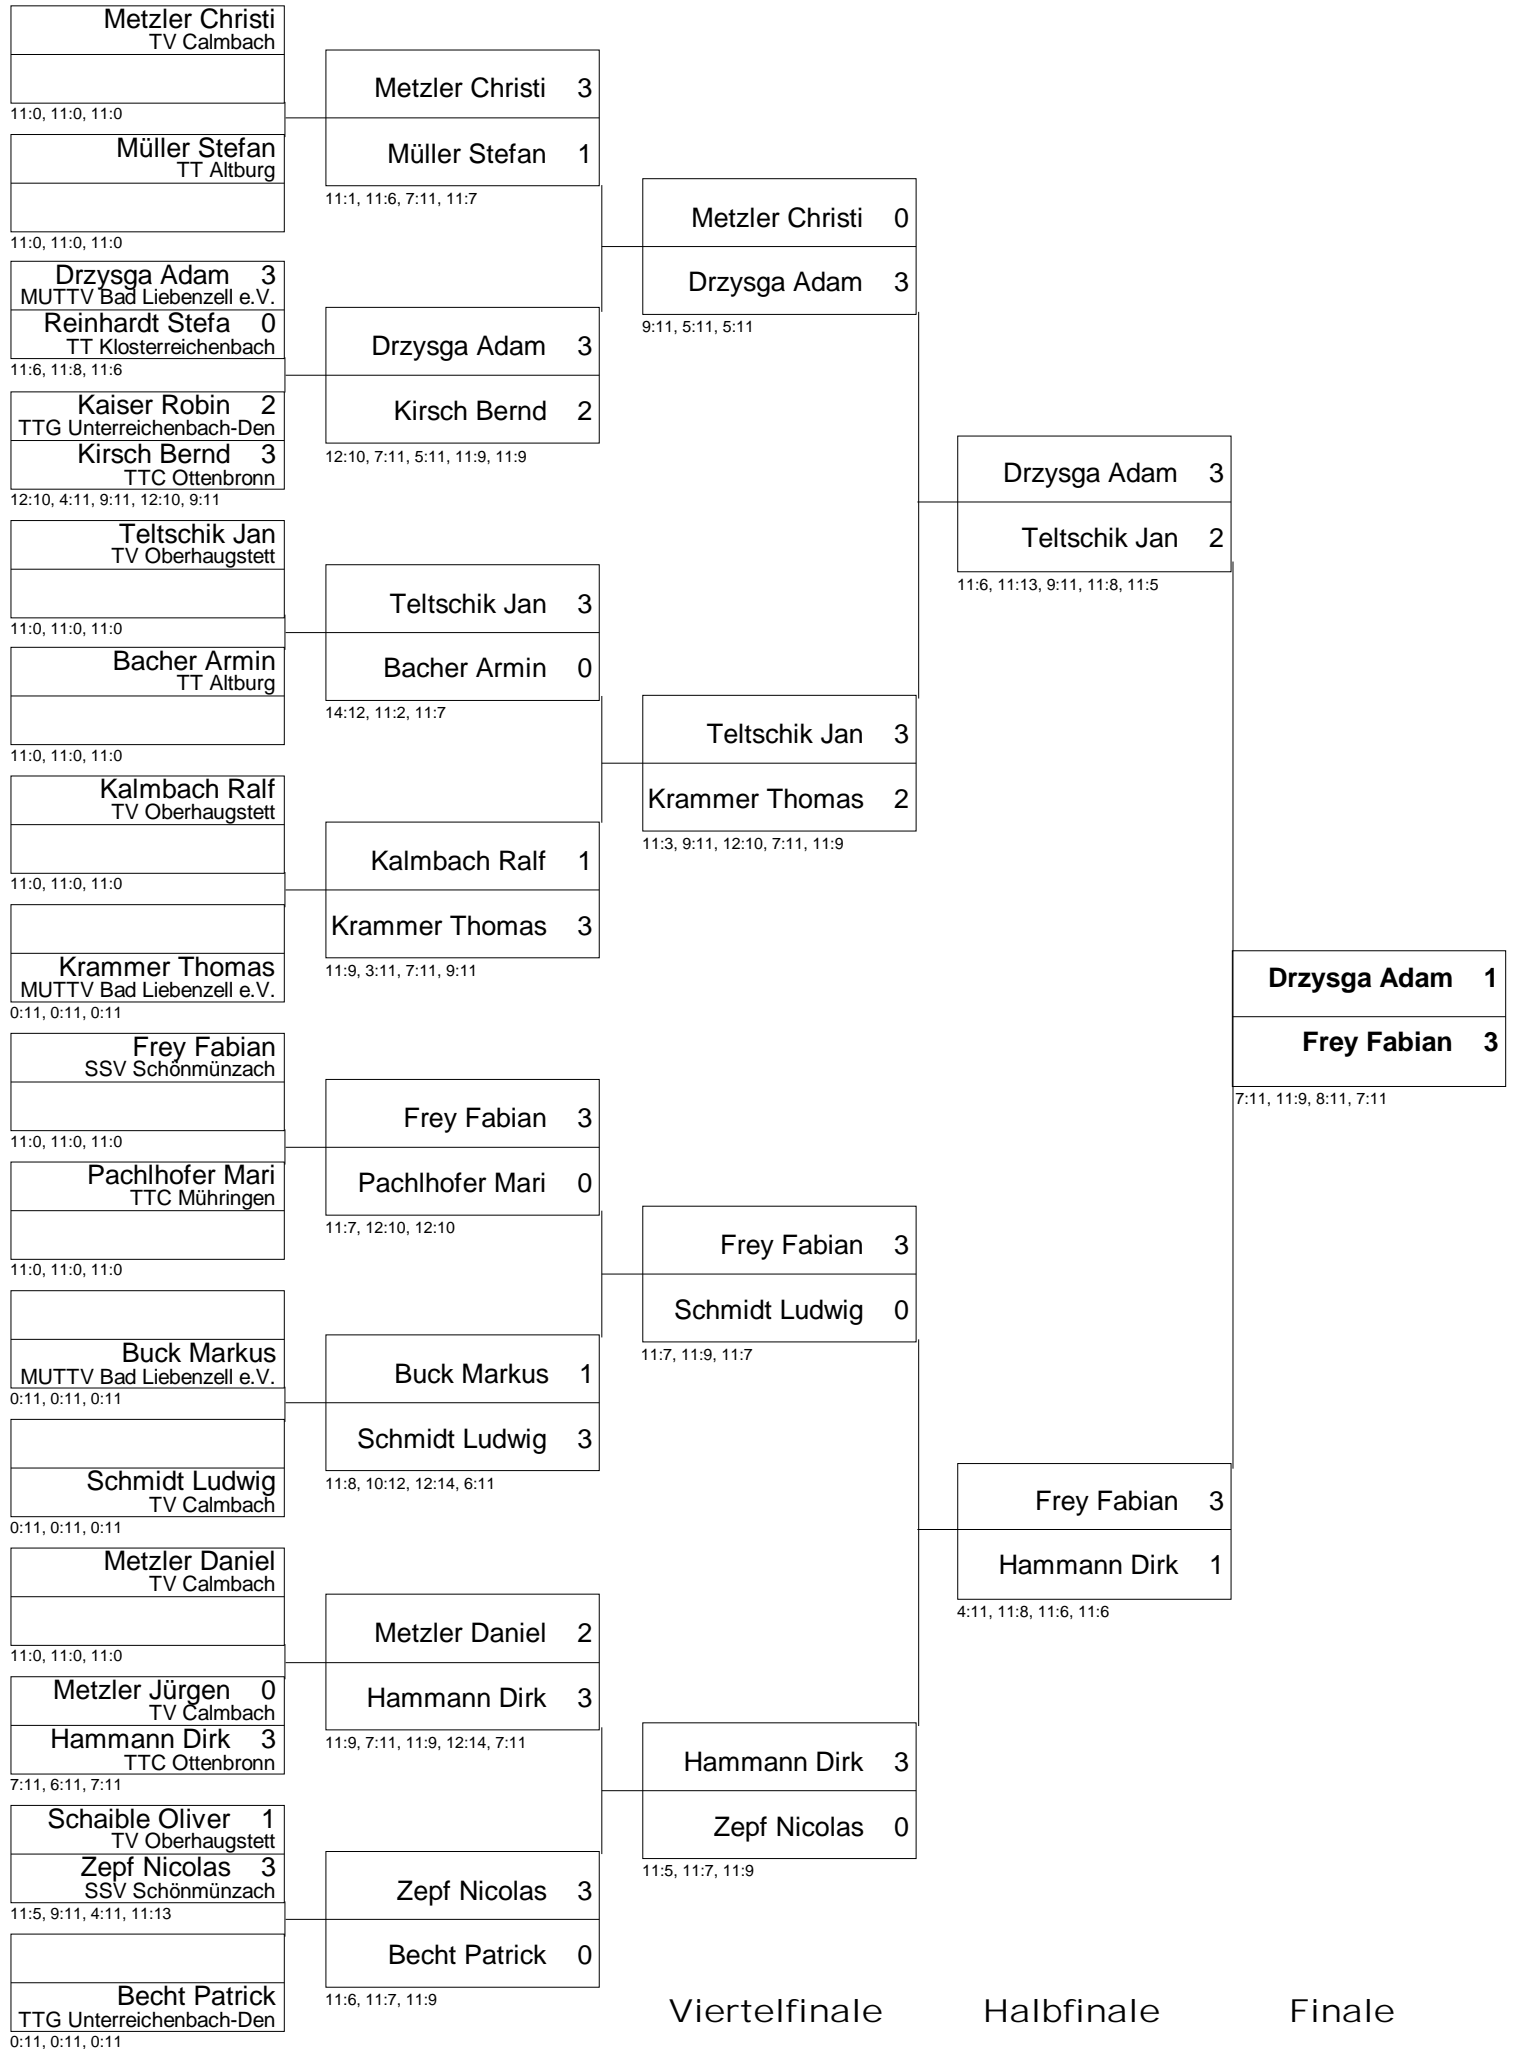 Metzler Christi
TV Calmbach
11:0, 11:0, 11:0
Müller Stefan
TT Altburg
11:0, 11:0, 11:0
Drzysga Adam 3
MUTTV Bad Liebenzell e.V.
Reinhardt Stefa 0
TT Klosterreichenbach
11:6, 11:8, 11:6
Kaiser Robin 2
TTG Unterreichenbach-Den
Kirsch Bernd 3
TTC Ottenbronn
12:10, 4:11, 9:11, 12:10, 9:11
Teltschik Jan
TV Oberhaugstett
11:0, 11:0, 11:0
Bacher Armin
TT Altburg
11:0, 11:0, 11:0
Kalmbach Ralf
TV Oberhaugstett
11:0, 11:0, 11:0
Krammer Thomas
MUTTV Bad Liebenzell e.V.
0:11, 0:11, 0:11
Frey Fabian
SSV Schönmünzach
11:0, 11:0, 11:0
Pachlhofer Mari
TTC Mühringen
11:0, 11:0, 11:0
Buck Markus
MUTTV Bad Liebenzell e.V.
0:11, 0:11, 0:11
Schmidt Ludwig
TV Calmbach
0:11, 0:11, 0:11
Metzler Daniel
TV Calmbach
11:0, 11:0, 11:0
Metzler Jürgen 0
TV Calmbach
Hammann Dirk 3
TTC Ottenbronn
7:11, 6:11, 7:11
Schaible Oliver 1
TV Oberhaugstett
Zepf Nicolas 3
SSV Schönmünzach
11:5, 9:11, 4:11, 11:13
Becht Patrick
TTG Unterreichenbach-Den
0:11, 0:11, 0:11
Metzler Christi 3
Müller Stefan 1
11:1, 11:6, 7:11, 11:7
Drzysga Adam 3
Kirsch Bernd 2
12:10, 7:11, 5:11, 11:9, 11:9
Teltschik Jan 3
Bacher Armin 0
14:12, 11:2, 11:7
Kalmbach Ralf 1
Krammer Thomas 3
11:9, 3:11, 7:11, 9:11
Frey Fabian 3
Pachlhofer Mari 0
11:7, 12:10, 12:10
Buck Markus 1
Schmidt Ludwig 3
11:8, 10:12, 12:14, 6:11
Metzler Daniel 2
Hammann Dirk 3
11:9, 7:11, 11:9, 12:14, 7:11
Zepf Nicolas 3
Becht Patrick 0
11:6, 11:7, 11:9
Metzler Christi 0
Drzysga Adam 3
9:11, 5:11, 5:11
Teltschik Jan 3
Krammer Thomas 2
11:3, 9:11, 12:10, 7:11, 11:9
Frey Fabian 3
Schmidt Ludwig 0
11:7, 11:9, 11:7
Hammann Dirk 3
Zepf Nicolas 0
11:5, 11:7, 11:9
Viertelfinale
Drzysga Adam 3
Teltschik Jan 2
11:6, 11:13, 9:11, 11:8, 11:5
Frey Fabian 3
Hammann Dirk 1
4:11, 11:8, 11:6, 11:6
Halbfinale
Drzysga Adam 1
Frey Fabian 3
7:11, 11:9, 8:11, 7:11
Finale